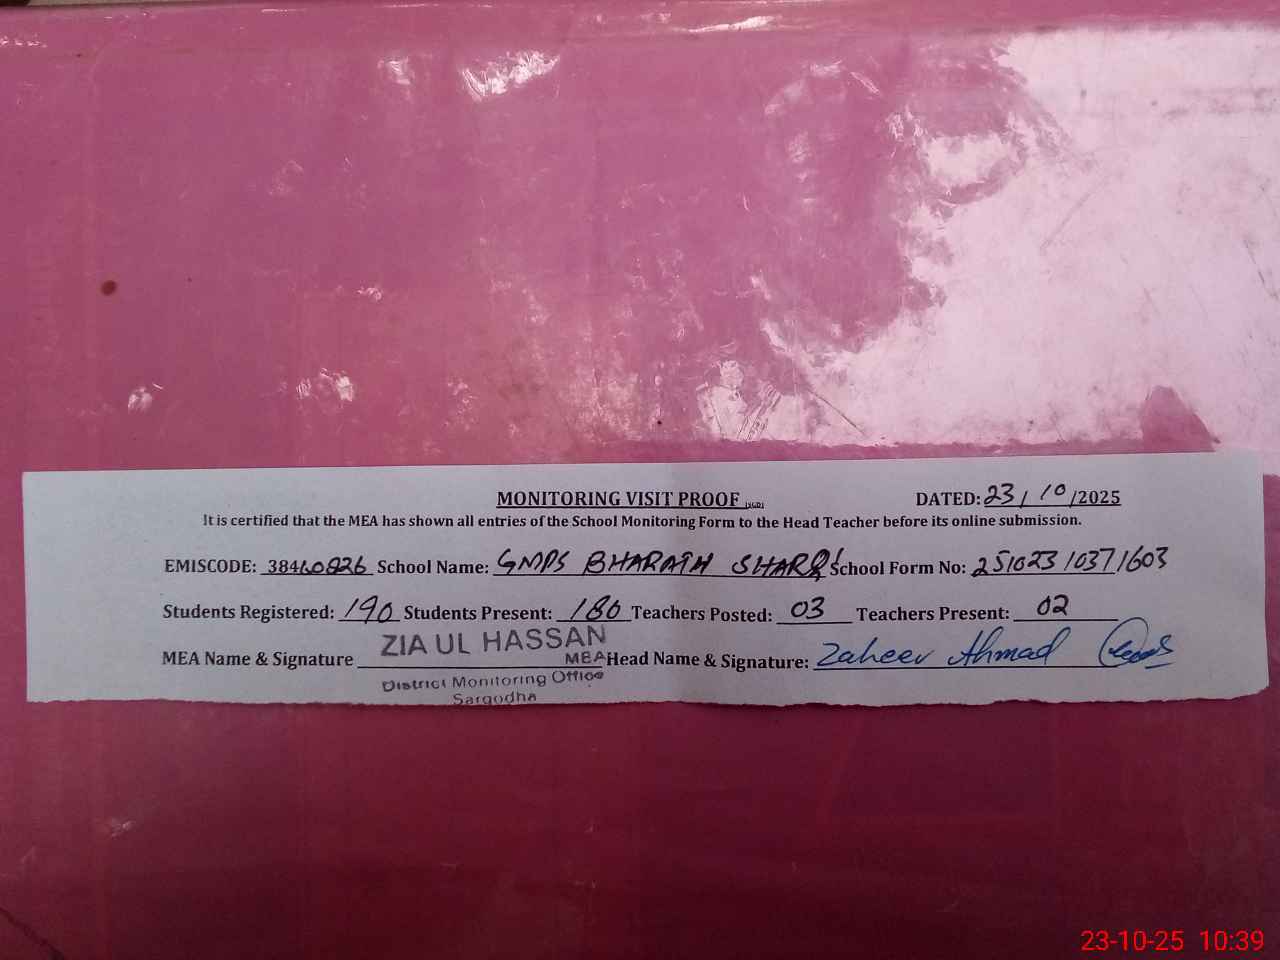 MONITORING VISIT PROOF (SGD) DATED: 23/10/2025
It is certified that the MEA has shown all entries of the School Monitoring Form to the Head Teacher before its online submission.
EMISCODE: 38460826 School Name: GMPS BHARATH SHARQI School Form No: 251023/10371603
Students Registered: 190 Students Present: 180 Teachers Posted: 03 Teachers Present: 02
MEA Name & Signature ZIA UL HASSAN Head Name & Signature: Zaheer Ahmad
MEA
District Monitoring Office
Sargodha
23-10-25 10:39